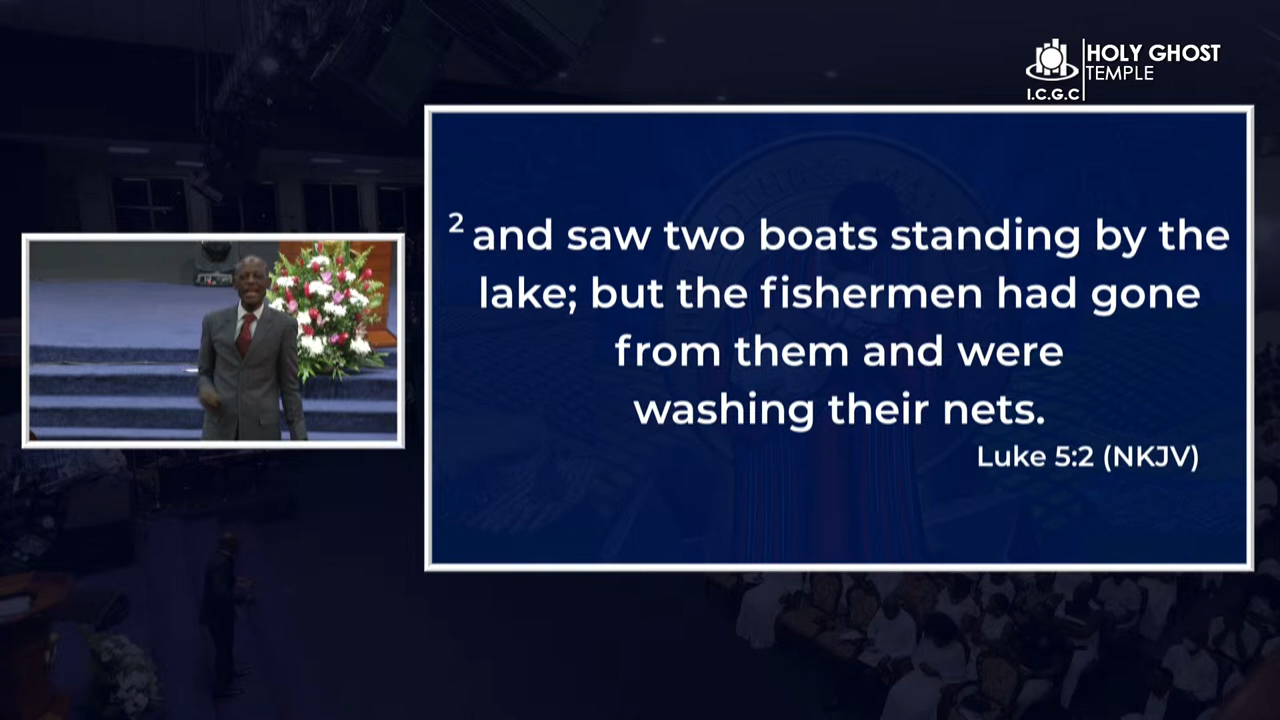 HOLY GHOST
TEMPLE
I.C.G.C
2 and saw two boats standing by the
lake; but the fishermen had gone
from them and were
washing their nets.
Luke 5:2 (NKJV)